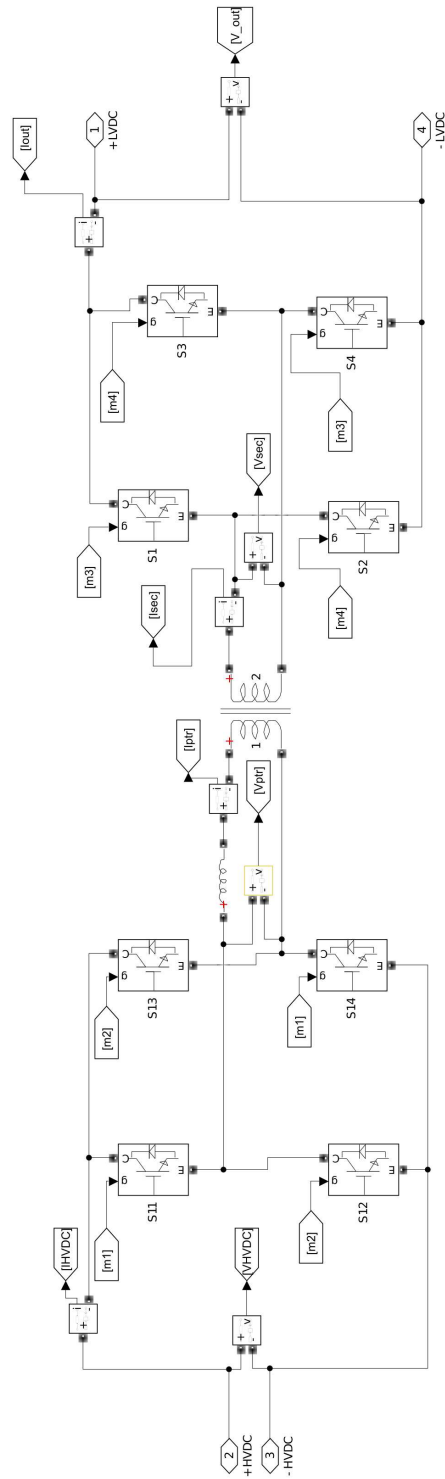 [IHVDC]
+ i
-
[m1]
g C
E
S11
[m2]
g C
E
S13
[m3]
g C
E
S1
[m4]
g C
E
S3
[Iout]
+ i
-
1
+LVDC
2
+HVDC
3
- HVDC
+ v
-
[VHVDC]
+
[Iptr]
+ i
-
+ v
-
[Vptr]
+
1
+
2
[Isec]
+ i
-
+ v
-
[Vsec]
+ v
-
[V_out]
[m2]
g C
E
S12
[m1]
g C
E
S14
[m4]
g C
E
S2
[m3]
g C
E
S4
4
- LVDC